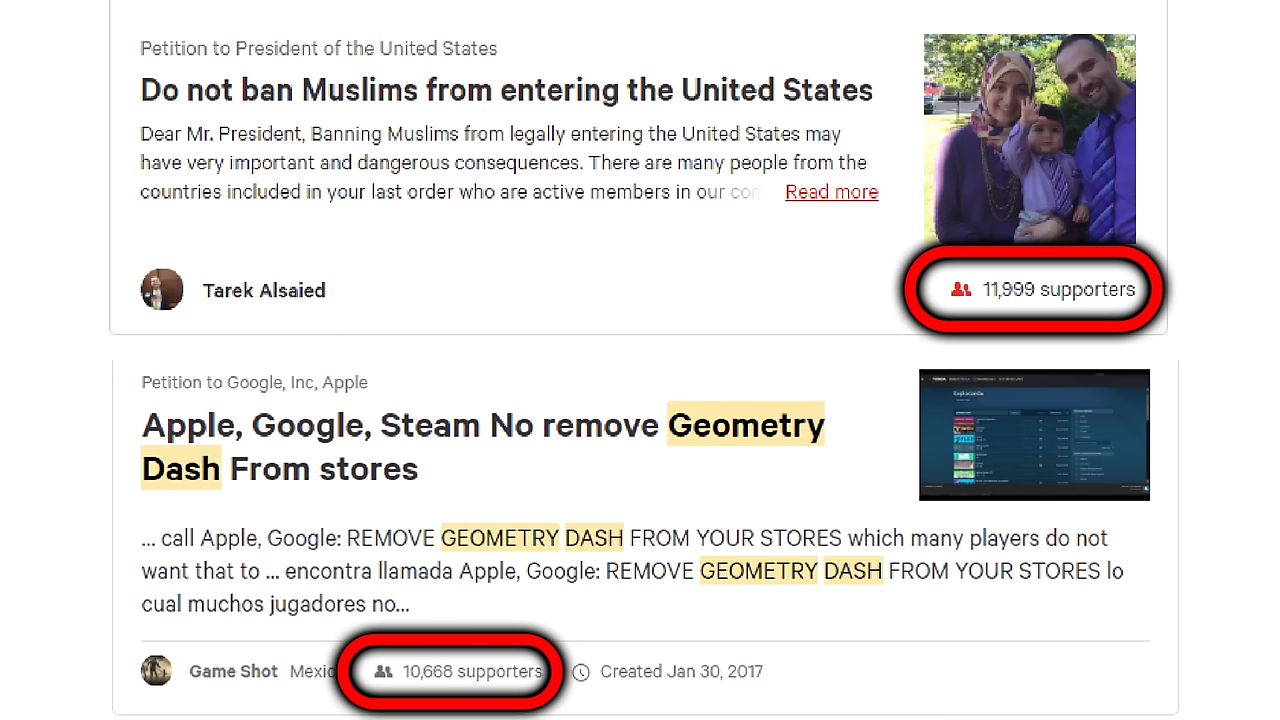 Petition to President of the United States
Do not ban Muslims from entering the United States
Dear Mr. President, Banning Muslims from legally entering the United States may
have very important and dangerous consequences. There are many people from the
countries included in your last order who are active members in our com Read more
Tarek Alsaied
11,999 supporters
Petition to Google, Inc, Apple
Apple, Google, Steam No remove Geometry
Dash From stores
... call Apple, Google: REMOVE GEOMETRY DASH FROM YOUR STORES which many players do not
want that to ... encontra llamada Apple, Google: REMOVE GEOMETRY DASH FROM YOUR STORES lo
cual muchos jugadores no...
Game Shot Mexic 10,668 supporters Created Jan 30, 2017